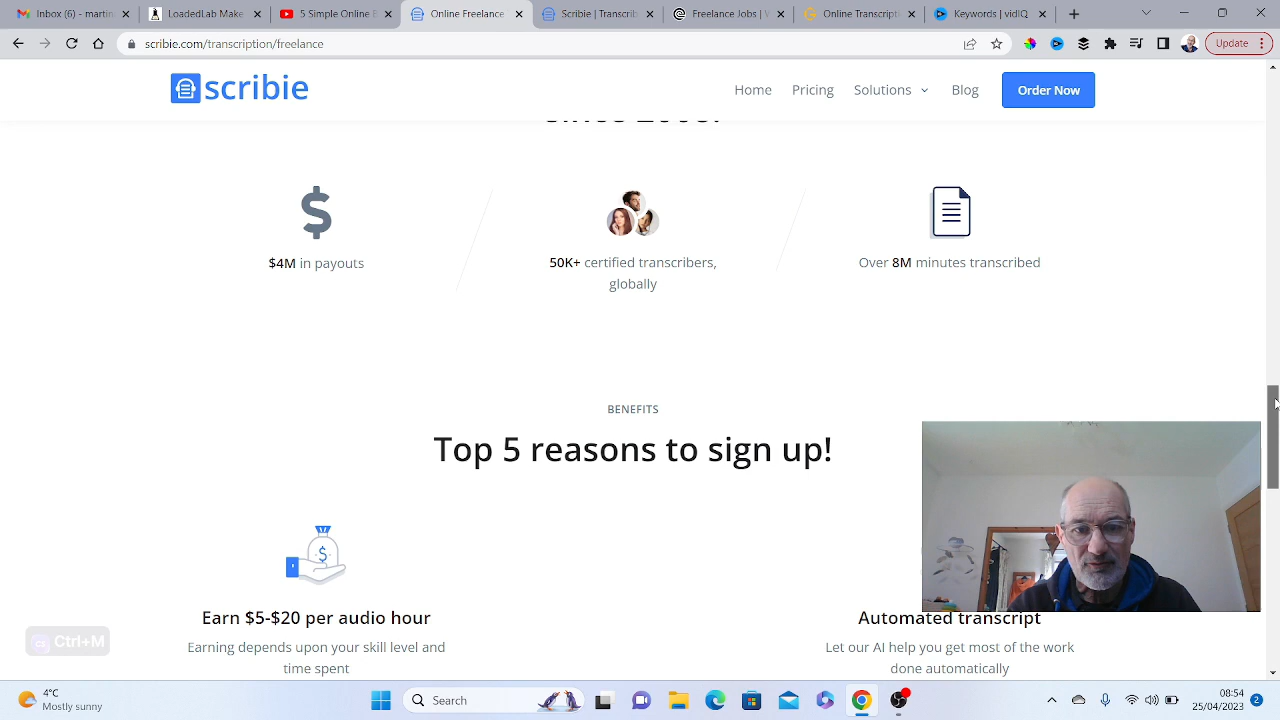 Inbox (0) - ma
LoadedLab Make
5 Simple Online B
Online Freelance
Scribie | Transcrib
Freelance Jobs | V
Online Transcripti
Keywords | vidIQ
scribie.com/transcription/freelance
Update
scribie
Home Pricing Solutions Blog Order Now
$4M in payouts
50K+ certified transcribers,
globally
Over 8M minutes transcribed
BENEFITS
Top 5 reasons to sign up!
Earn $5-$20 per audio hour
Earning depends upon your skill level and
time spent
Automated transcript
Let our AI help you get most of the work
done automatically
Ctrl+M
4°C
Mostly sunny
Search
08:54
25/04/2023
2